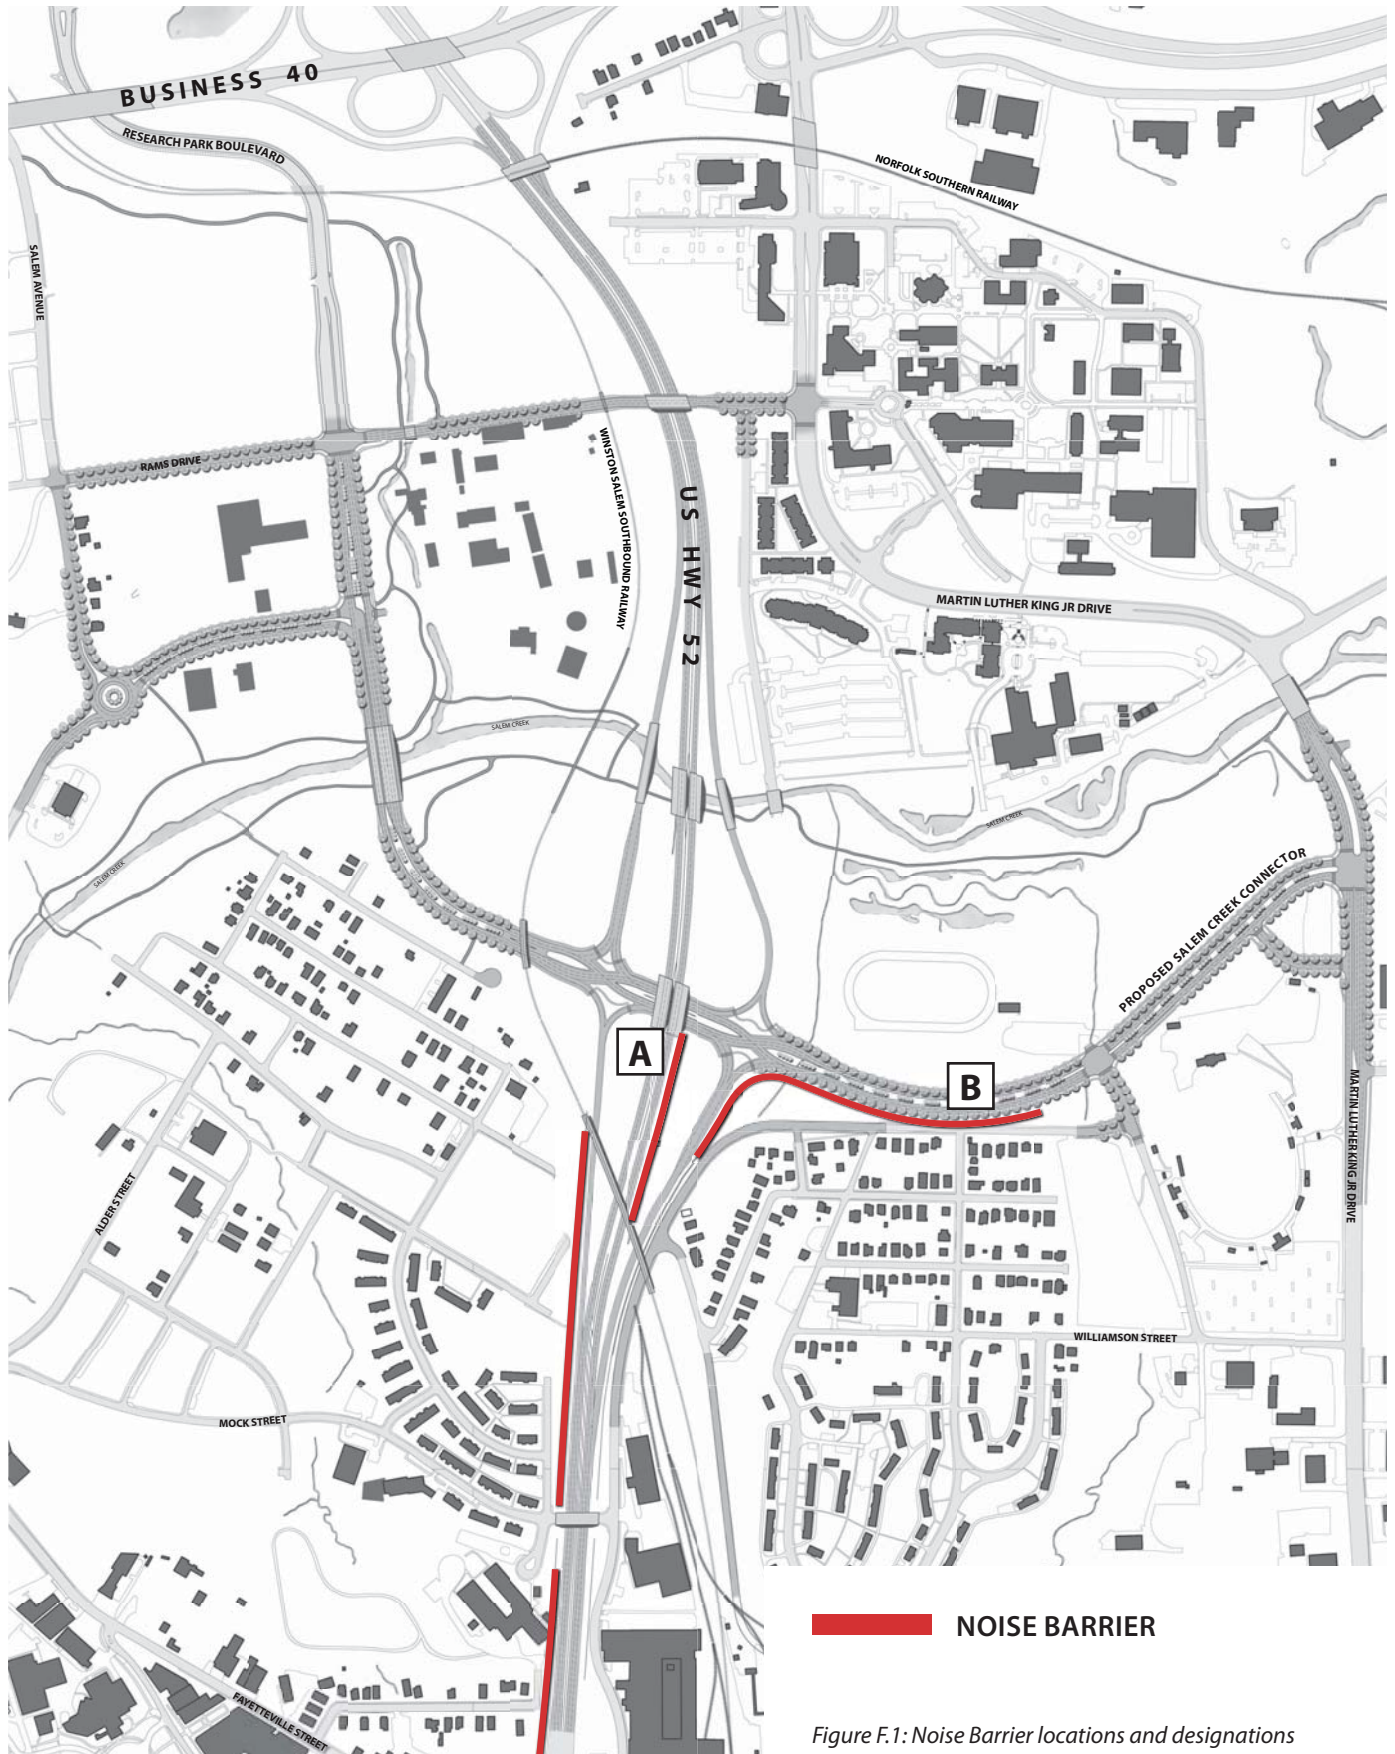 BUSINESS 40
RESEARCH PARK BOULEVARD
NORFOLK SOUTHERN RAILWAY
SALEM AVENUE
RAMS DRIVE
WINSTON SALEM SOUTHBOUND RAILWAY
US HWY 52
MARTIN LUTHER KING JR DRIVE
SALEM CREEK
SALEM CREEK
SALEM CREEK
PROPOSED SALEM CREEK CONNECTOR
A
B
MARTIN LUTHER KING JR DRIVE
ALDER STREET
WILLIAMSON STREET
MOCK STREET
FAYETTEVILLE STREET
NOISE BARRIER
Figure F.1: Noise Barrier locations and designations